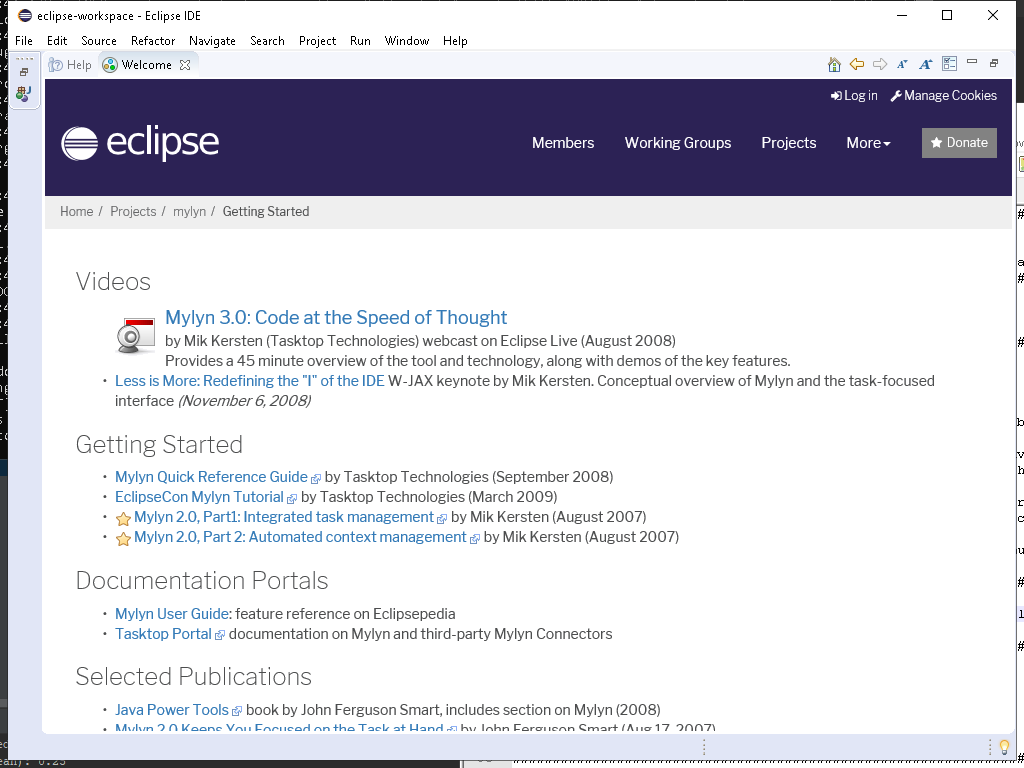 eclipse-workspace - Eclipse IDE
File Edit Source Refactor Navigate Search Project Run Window Help
Help Welcome
Log in Manage Cookies
eclipse Members Working Groups Projects More Donate
Home / Projects / mylyn / Getting Started
Videos
Mylyn 3.0: Code at the Speed of Thought
by Mik Kersten (Tasktop Technologies) webcast on Eclipse Live (August 2008)
Provides a 45 minute overview of the tool and technology, along with demos of the key features.
• Less is More: Redefining the "I" of the IDE W-JAX keynote by Mik Kersten. Conceptual overview of Mylyn and the task-focused
interface (November 6, 2008)
Getting Started
• Mylyn Quick Reference Guide by Tasktop Technologies (September 2008)
• EclipseCon Mylyn Tutorial by Tasktop Technologies (March 2009)
• Mylyn 2.0, Part1: Integrated task management by Mik Kersten (August 2007)
• Mylyn 2.0, Part 2: Automated context management by Mik Kersten (August 2007)
Documentation Portals
• Mylyn User Guide: feature reference on Eclipsepedia
• Tasktop Portal documentation on Mylyn and third-party Mylyn Connectors
Selected Publications
• Java Power Tools book by John Ferguson Smart, includes section on Mylyn (2008)
• Mylyn 2.0 Keeps You Focused on the Task at Hand by John Ferguson Smart (Aug 17, 2007)